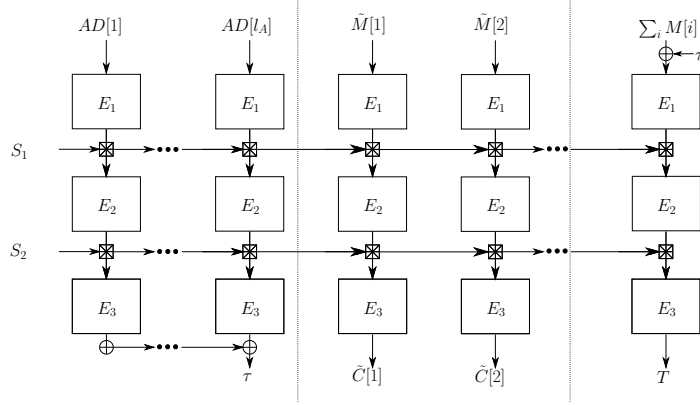 AD[1] AD[l_A] M̃[1] M̃[2] ∑_i M[i]
τ
E_1 E_1 E_1 E_1 E_1
S_1
E_2 E_2 E_2 E_2 E_2
S_2
E_3 E_3 E_3 E_3 E_3
τ C̃[1] C̃[2] T